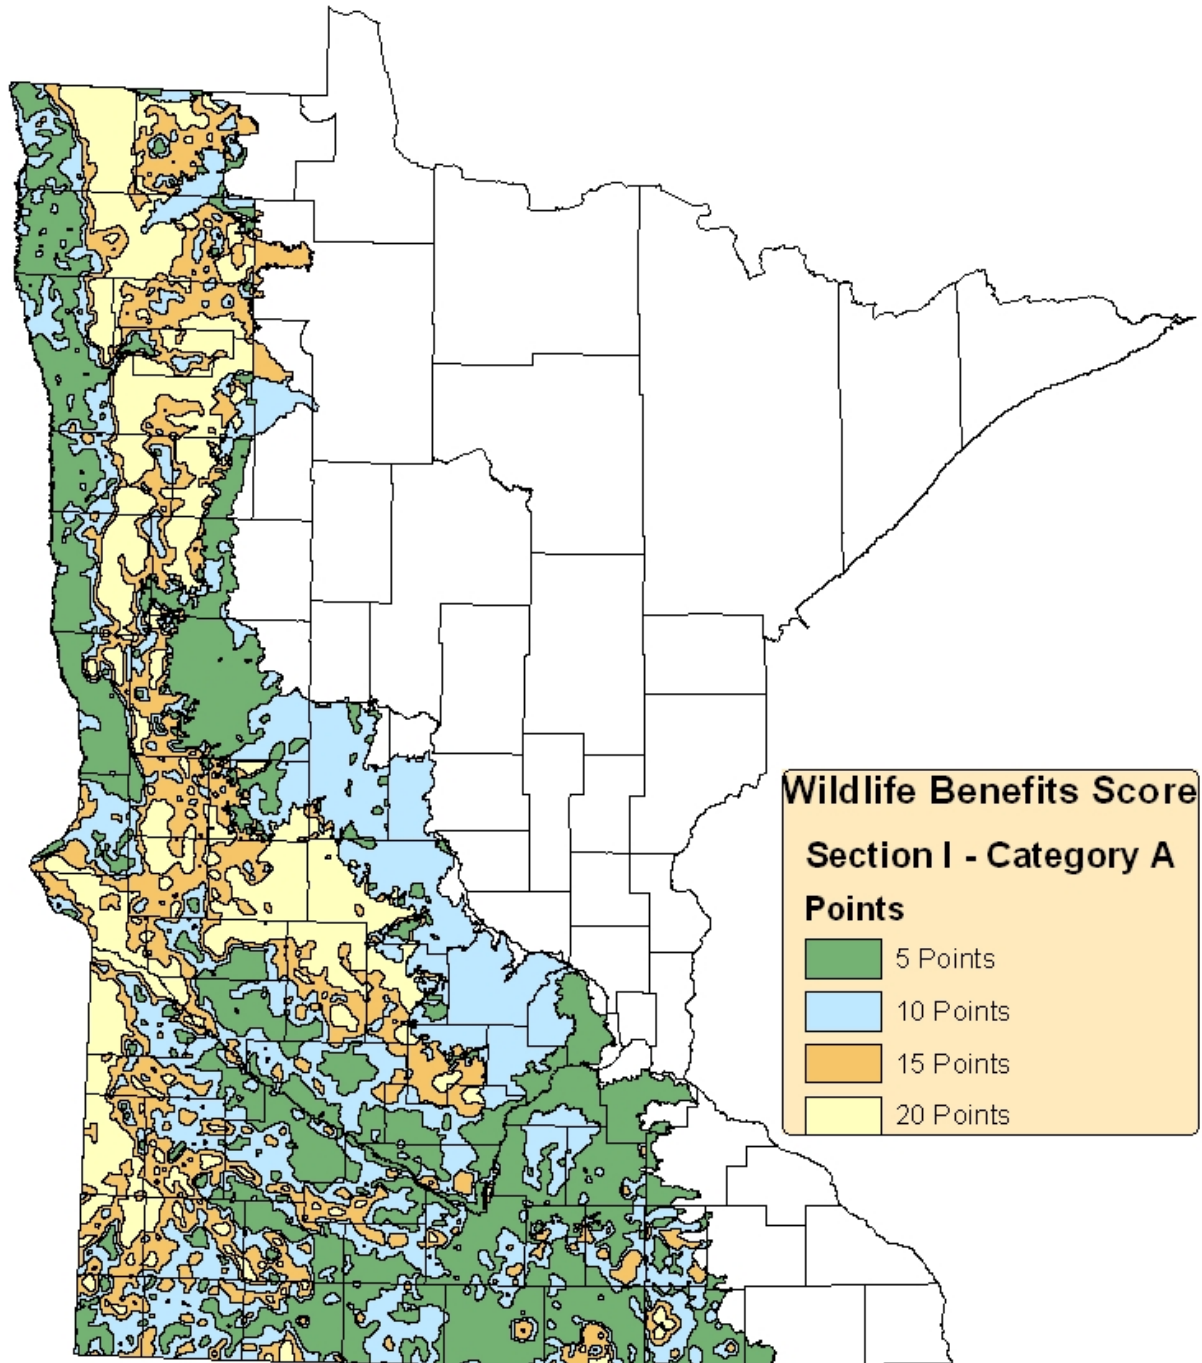 Wildlife Benefits Score
Section I - Category A
Points
5 Points
10 Points
15 Points
20 Points